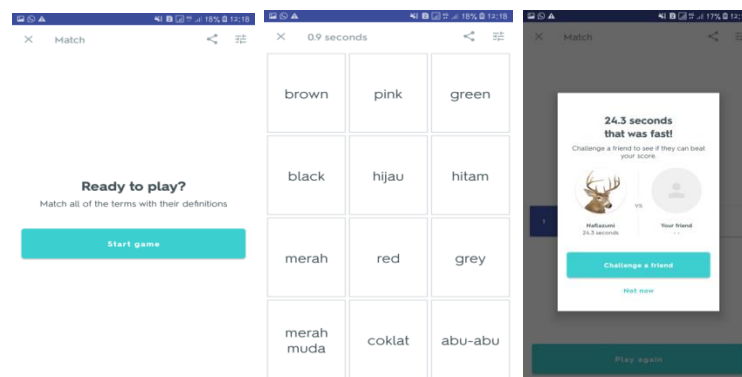 18% 12:18
Match
Ready to play?
Match all of the terms with their definitions
Start game
18% 12:18
0.9 seconds
brown pink green
black hijau hitam
merah red grey
merah muda coklat abu-abu
17% 12:
Match
24.3 seconds
that was fast!
Challenge a friend to see if they can beat
your score.
VS
Hafiazumi Your friend
24.3 seconds - -
1
Challenge a friend
Not now
Play again